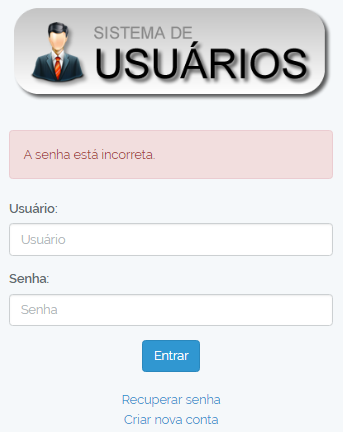 SISTEMA DE
USUÁRIOS
A senha está incorreta.
Usuário:
Usuário
Senha:
Senha
Entrar
Recuperar senha
Criar nova conta